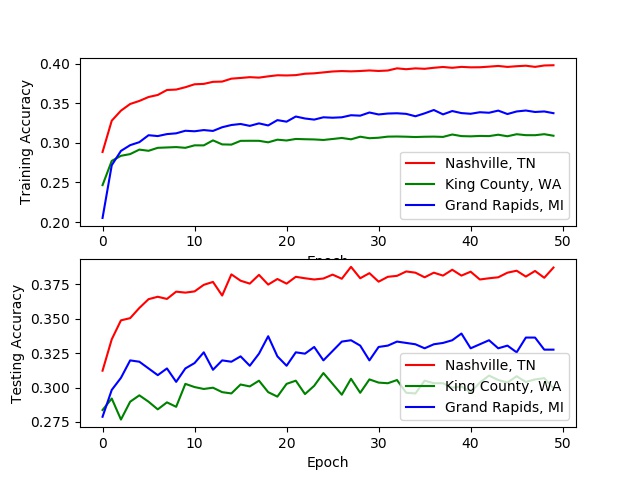 0.40
0.35
0.30
0.25
0.20
Training Accuracy
Nashville, TN
King County, WA
Grand Rapids, MI
0 10 20 30 40 50
Epoch
0.375
0.350
0.325
0.300
0.275
Testing Accuracy
Nashville, TN
King County, WA
Grand Rapids, MI
0 10 20 30 40 50
Epoch